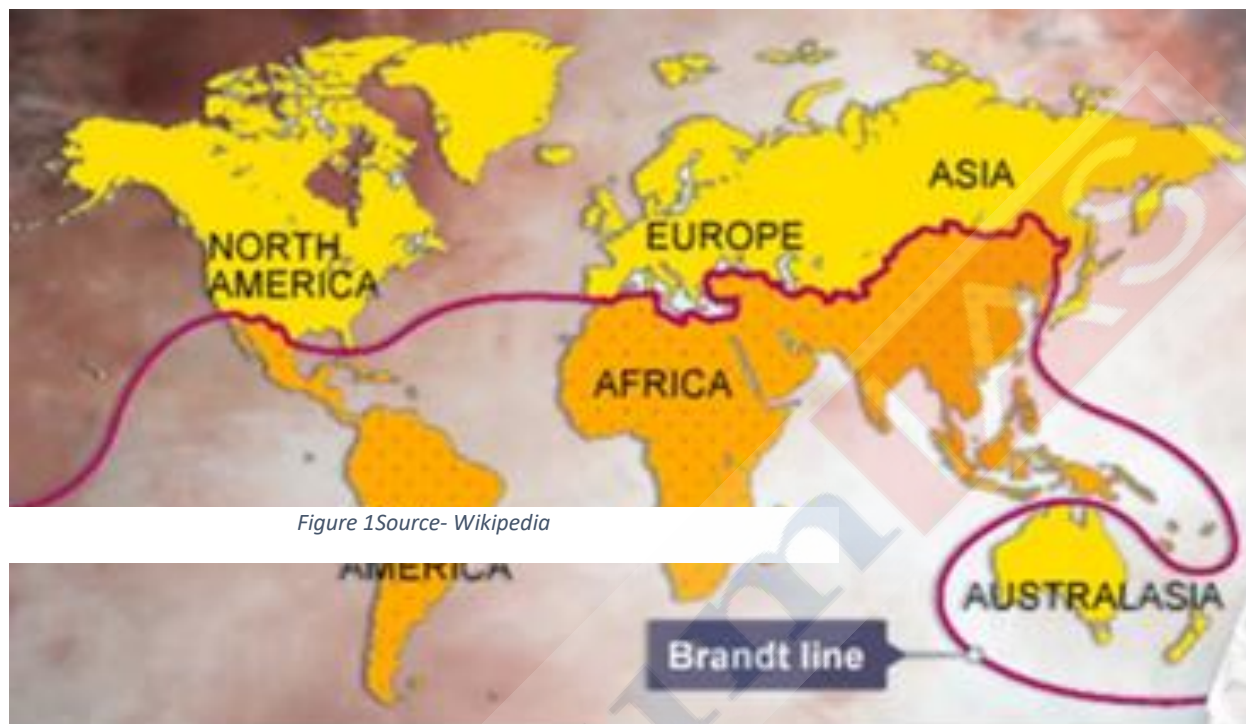 ASIA
EUROPE
NORTH
AMERICA
AFRICA
Figure 1Source- Wikipedia
AMERICA
AUSTRALASIA
Brandt line